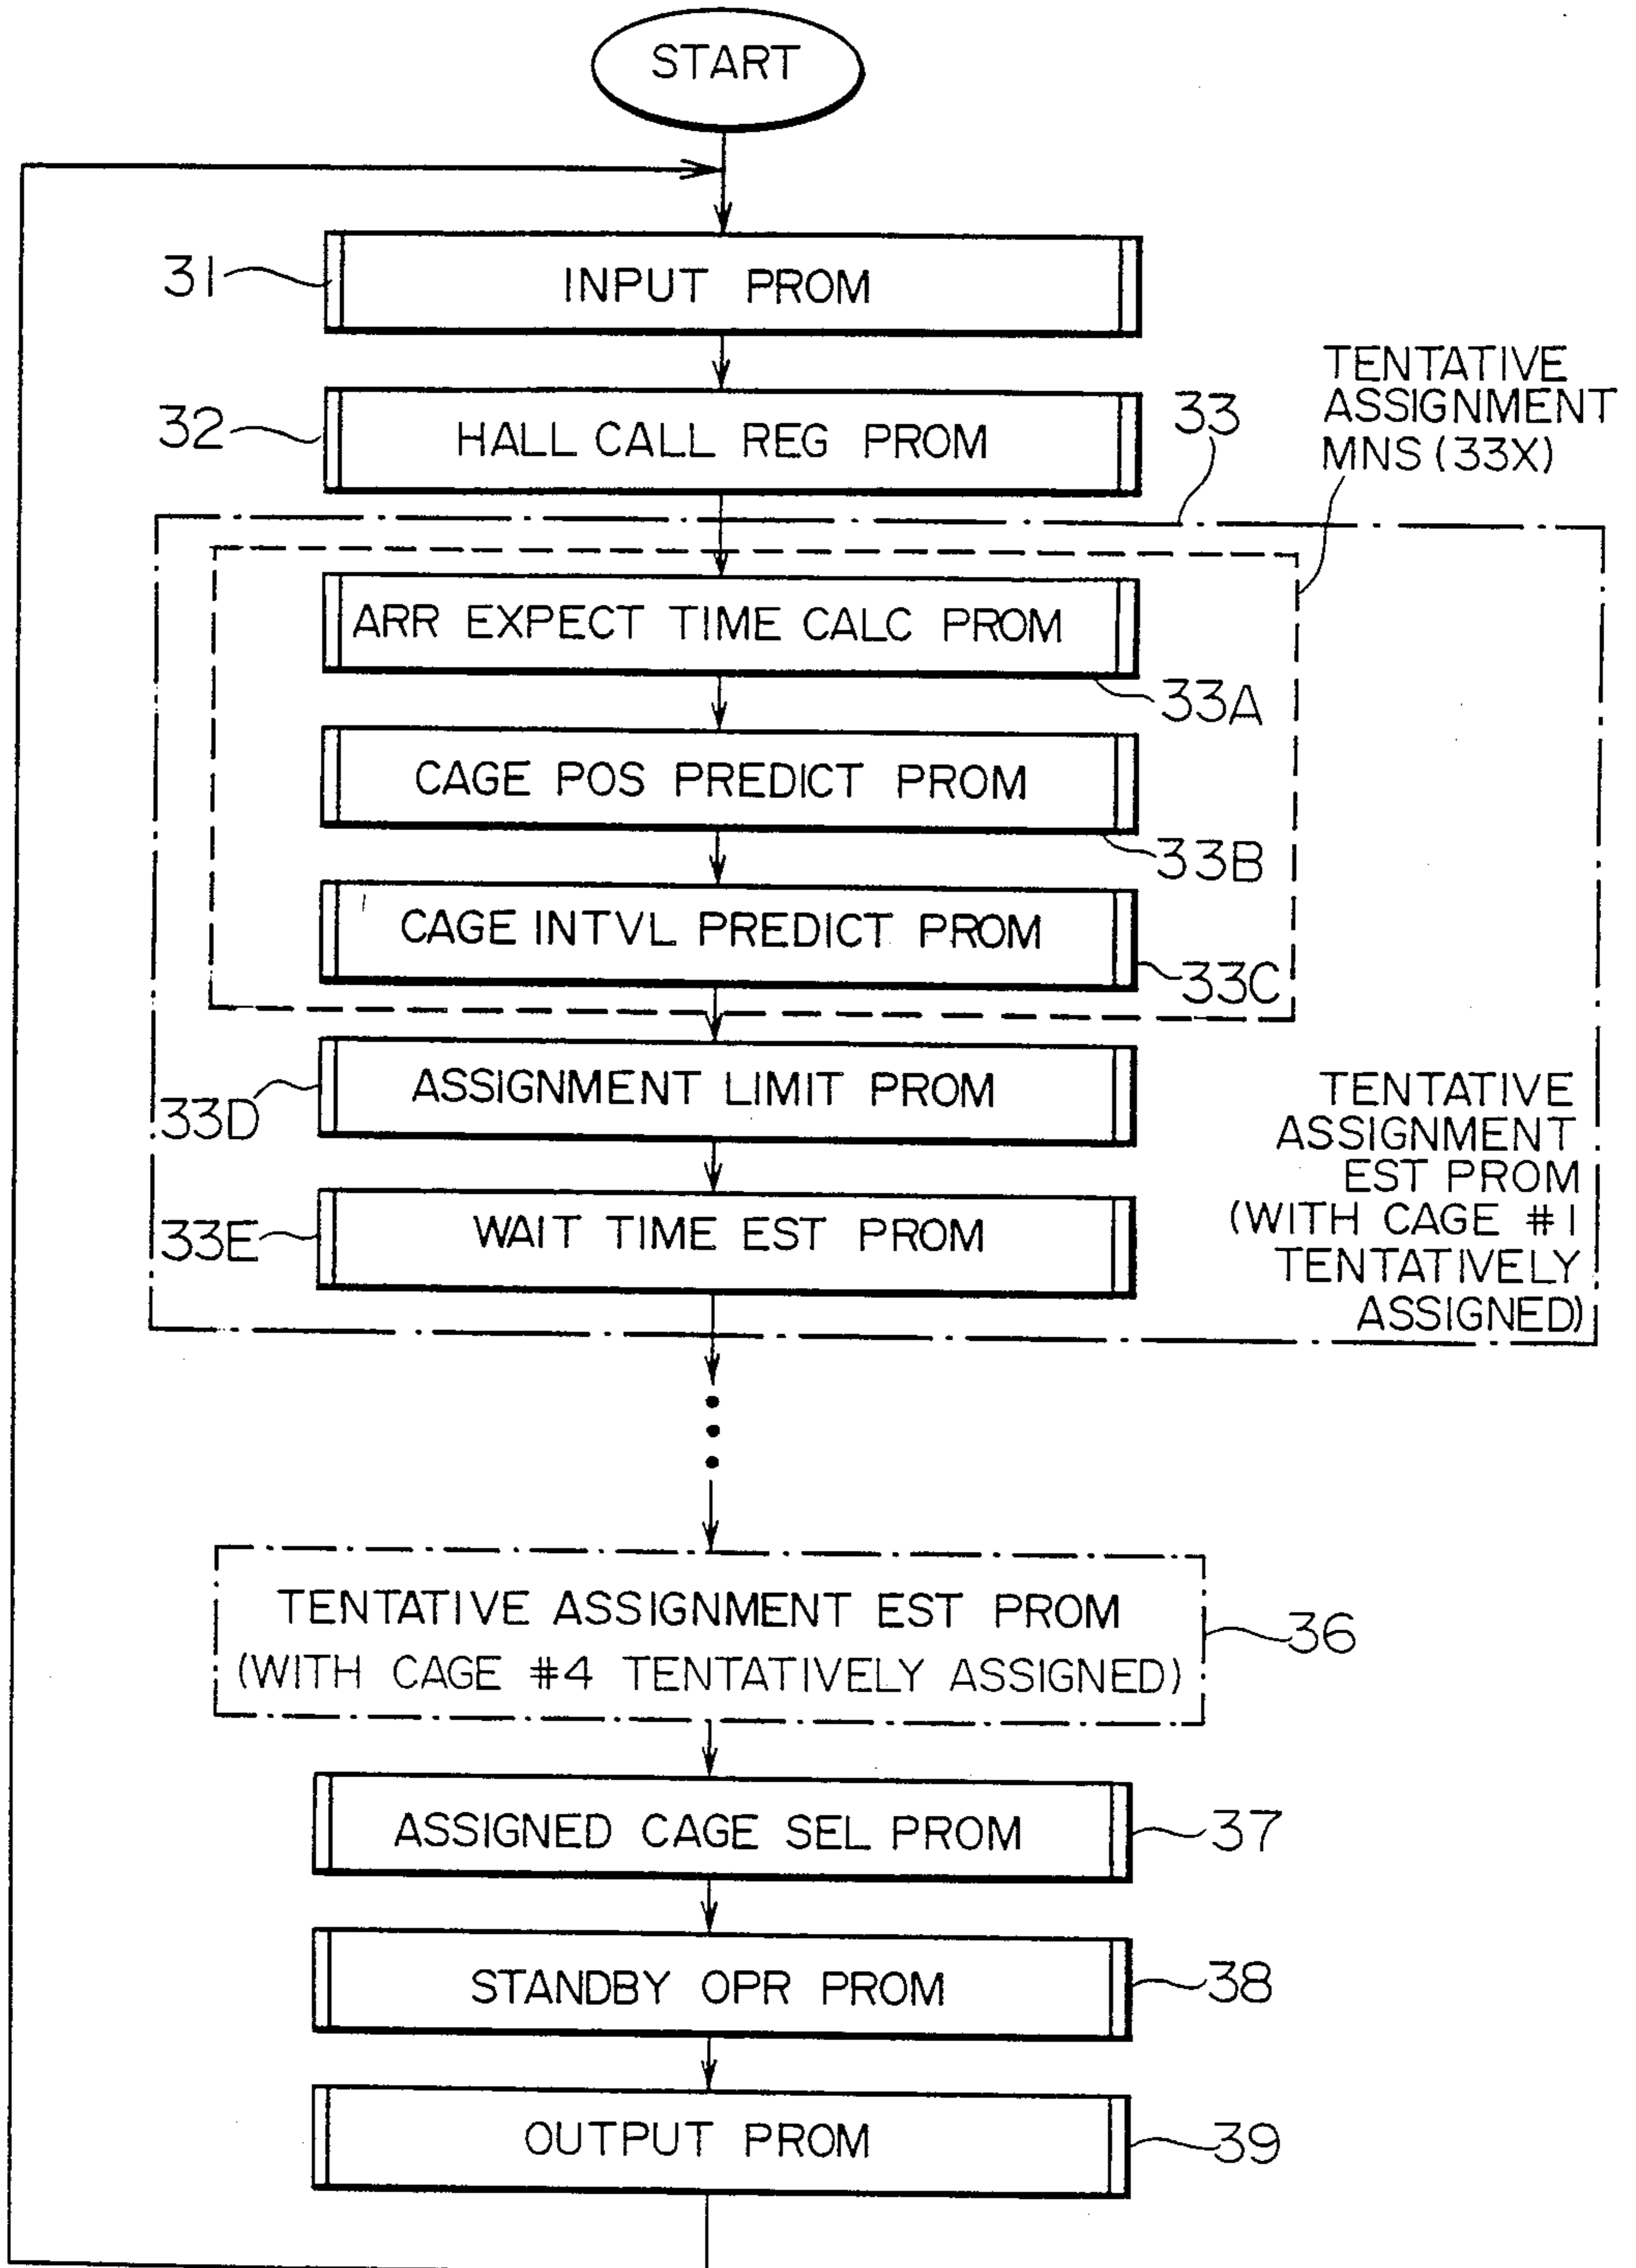 START
31
INPUT PROM
32
HALL CALL REG PROM
33
TENTATIVE
ASSIGNMENT
MNS (33X)
ARR EXPECT TIME CALC PROM
33A
CAGE POS PREDICT PROM
33B
CAGE INTVL PREDICT PROM
33C
33D
ASSIGNMENT LIMIT PROM
33E
WAIT TIME EST PROM
TENTATIVE
ASSIGNMENT
EST PROM
(WITH CAGE #1
TENTATIVELY
ASSIGNED)
TENTATIVE ASSIGNMENT EST PROM
(WITH CAGE #4 TENTATIVELY ASSIGNED)
36
ASSIGNED CAGE SEL PROM
37
STANDBY OPR PROM
38
OUTPUT PROM
39